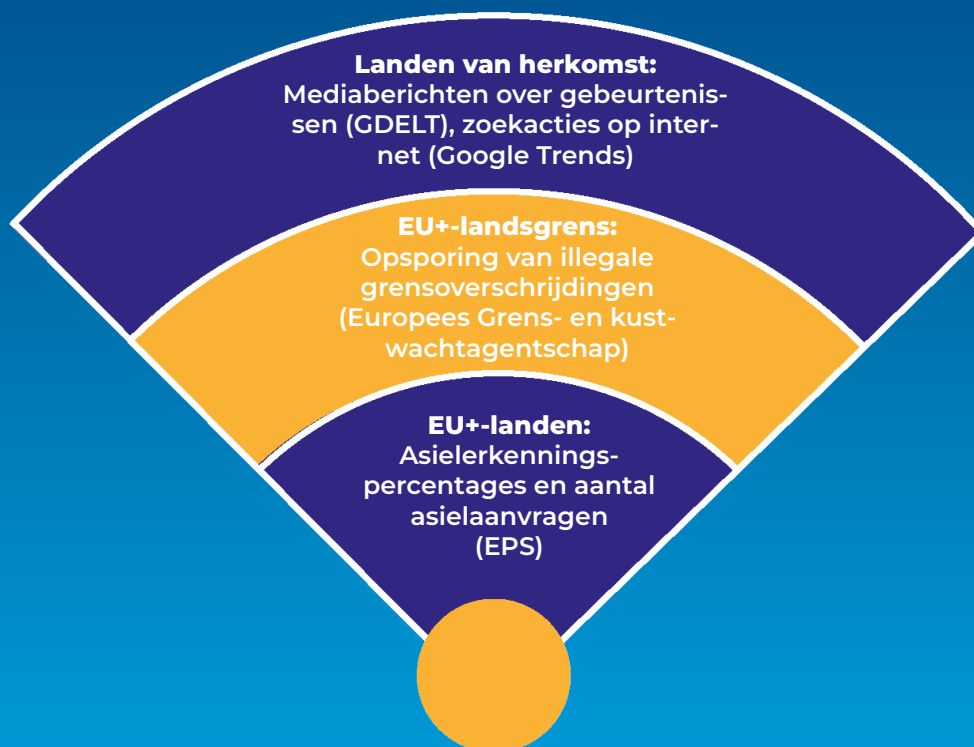 Landen van herkomst:
Mediaberichten over gebeurtenis-
sen (GDELT), zoekacties op inter-
net (Google Trends)
EU+-landsgrens:
Opsporing van illegale
grensoverschrijdingen
(Europees Grens- en kust-
wachtagentschap)
EU+-landen:
Asielerkennings-
percentages en aantal
asielaanvragen
(EPS)